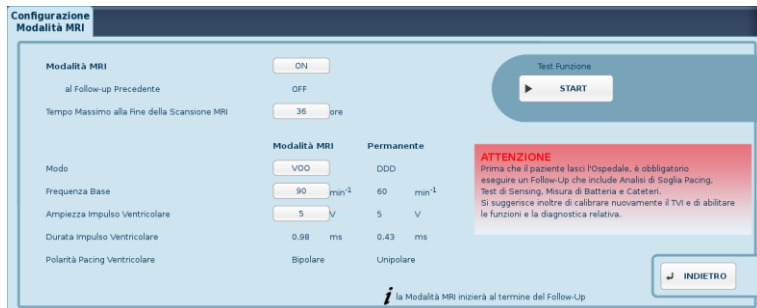 Configurazione
Modalità MRI
Modalità MRI ON
al Follow-up Precedente OFF
Tempo Massimo alla Fine della Scansione MRI 36 ore
Test Funzione
START
Modalità MRI Permanente
Modo VOO DDD
Frequenza Base 90 min-1 60 min-1
Ampiezza Impulso Ventricolare 5 V 5 V
Durata Impulso Ventricolare 0.98 ms 0.43 ms
Polarità Pacing Ventricolare Bipolare Unipolare
ATTENZIONE
Prima che il paziente lasci l'Ospedale, è obbligatorio
eseguire un Follow-Up che include Analisi di Soglia Pacing,
Test di Sensing, Misura di Batteria e Cateteri.
Si suggerisce inoltre di calibrare nuovamente il TVI e di abilitare
le funzioni e la diagnostica relativa.
INDIETRO
i la Modalità MRI inizierà al termine del Follow-Up